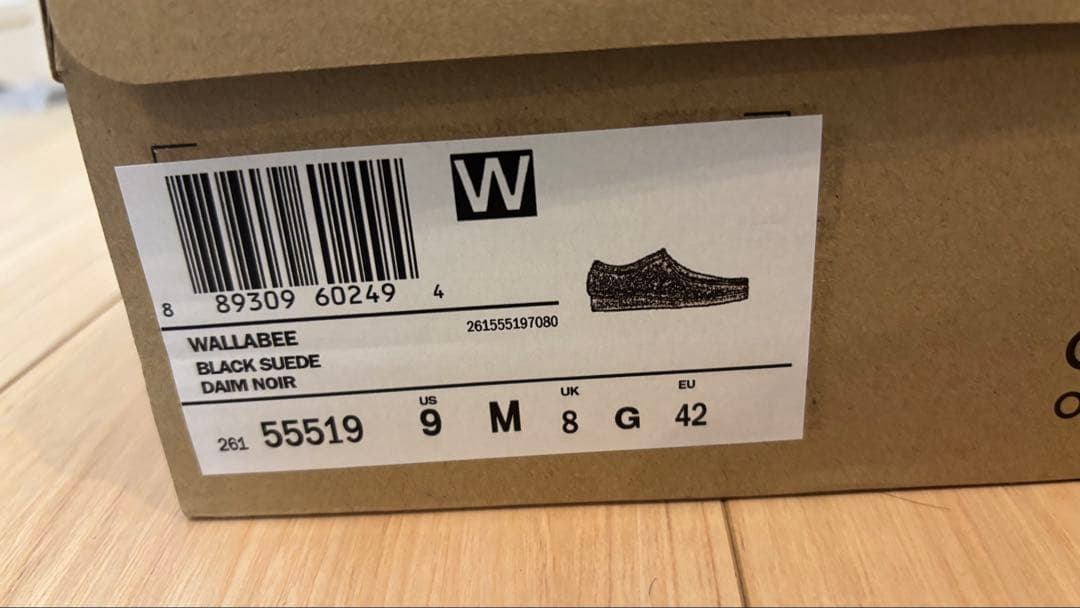 W
8 89309 60249 4
261555197080
WALLABEE
BLACK SUEDE
DAIM NOIR
261 55519 US 9 M UK 8 G EU 42